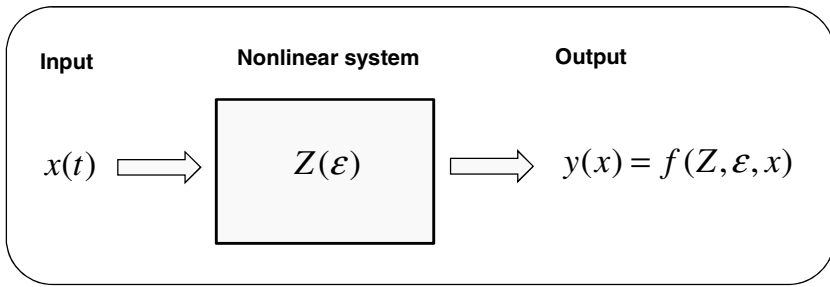 Input Nonlinear system Output
x(t) Z(ε) y(x) = f(Z,ε,x)